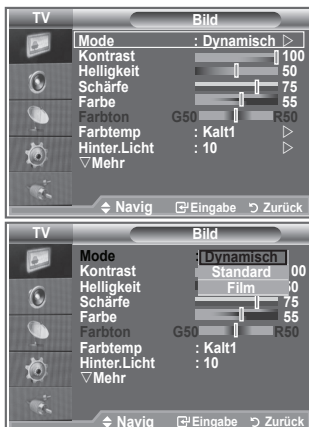 TV Bild
Mode : Dynamisch ▷
Kontrast 100
Helligkeit 50
Schärfe 75
Farbe 55
Farbton G50 R50
Farbtemp : Kalt1 ▷
Hinter.Licht : 10 ▷
▽Mehr
Navig Eingabe Zurück
TV Bild
Mode : Dynamisch
Kontrast Standard 00
Helligkeit Film 0
Schärfe 75
Farbe 55
Farbton G50 R50
Farbtemp : Kalt1
Hinter.Licht : 10
▽Mehr
Navig Eingabe Zurück